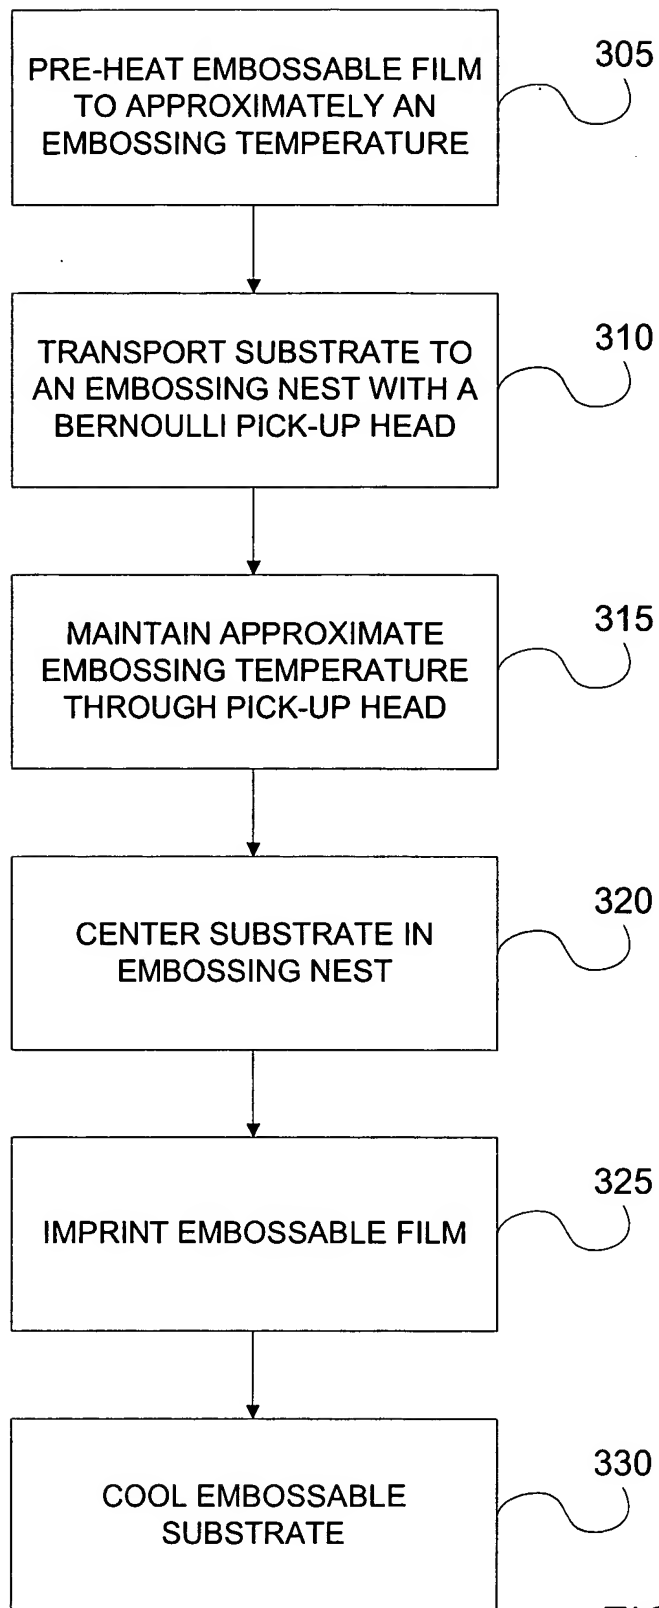 PRE-HEAT EMBOSSABLE FILM
TO APPROXIMATELY AN
EMBOSSING TEMPERATURE
305
TRANSPORT SUBSTRATE TO
AN EMBOSSING NEST WITH A
BERNOULLI PICK-UP HEAD
310
MAINTAIN APPROXIMATE
EMBOSSING TEMPERATURE
THROUGH PICK-UP HEAD
315
CENTER SUBSTRATE IN
EMBOSSING NEST
320
IMPRINT EMBOSSABLE FILM
325
COOL EMBOSSABLE
SUBSTRATE
330